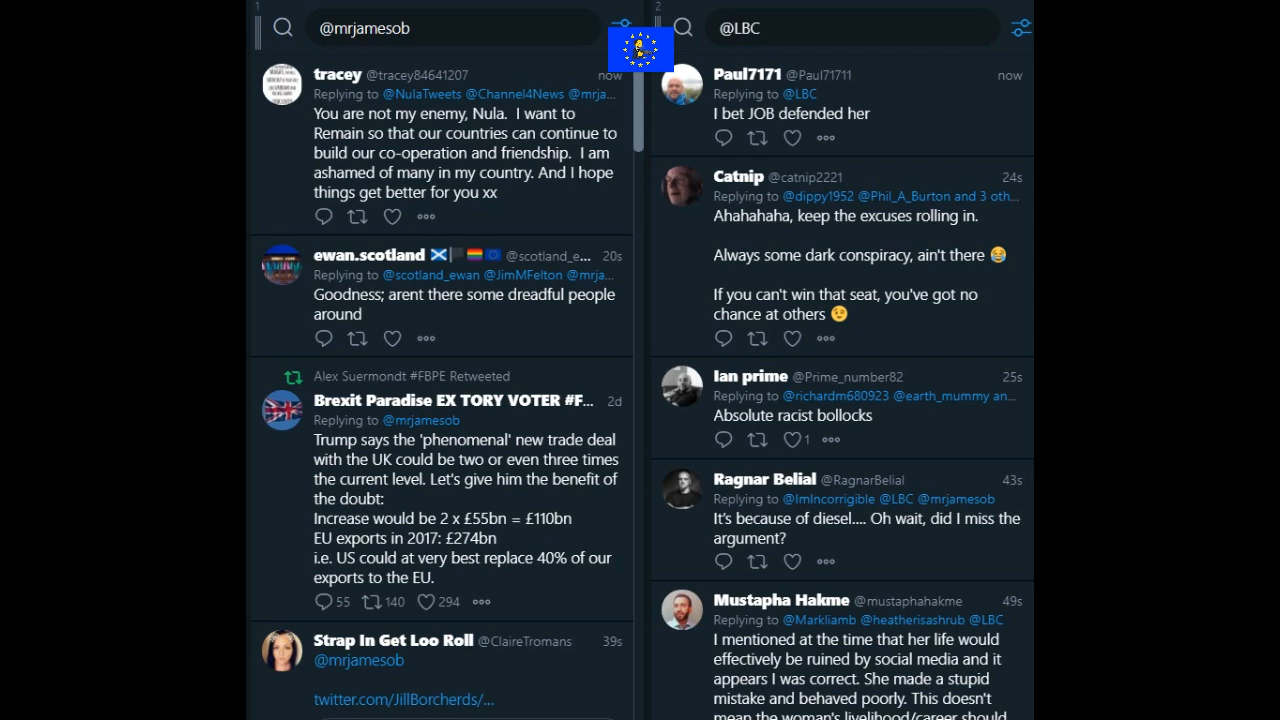 1
@mrjamesob
tracey @tracey84641207 now
Replying to @NulaTweets @Channel4News @mrja...
You are not my enemy, Nula. I want to
Remain so that our countries can continue to
build our co-operation and friendship. I am
ashamed of many in my country. And I hope
things get better for you xx
ewan.scotland @scotland_e... 20s
Replying to @scotland_ewan @JimMFelton @mrja...
Goodness; arent there some dreadful people
around
Alex Suermondt #FBPE Retweeted
Brexit Paradise EX TORY VOTER #F... 2d
Replying to @mrjamesob
Trump says the 'phenomenal' new trade deal
with the UK could be two or even three times
the current level. Let's give him the benefit of
the doubt:
Increase would be 2 x £55bn = £110bn
EU exports in 2017: £274bn
i.e. US could at very best replace 40% of our
exports to the EU.
55 140 294
Strap In Get Loo Roll @ClaireTromans 39s
@mrjamesob
twitter.com/JillBorcherds/...
2
@LBC
Paul7171 @Paul71711 now
Replying to @LBC
I bet JOB defended her
Catnip @catnip2221 24s
Replying to @dippy1952 @Phil_A_Burton and 3 oth...
Ahahahaha, keep the excuses rolling in.
Always some dark conspiracy, ain't there 😂
If you can't win that seat, you've got no
chance at others 😉
Ian prime @Prime_number82 25s
Replying to @richardm680923 @earth_mummy an...
Absolute racist bollocks
1
Ragnar Belial @RagnarBelial 43s
Replying to @ImIncorrigible @LBC @mrjamesob
It's because of diesel.... Oh wait, did I miss the
argument?
Mustapha Hakme @mustaphahakme 49s
Replying to @Markliamb @heatherisashrub @LBC
I mentioned at the time that her life would
effectively be ruined by social media and it
appears I was correct. She made a stupid
mistake and behaved poorly. This doesn't
mean the woman's livelihood/career should